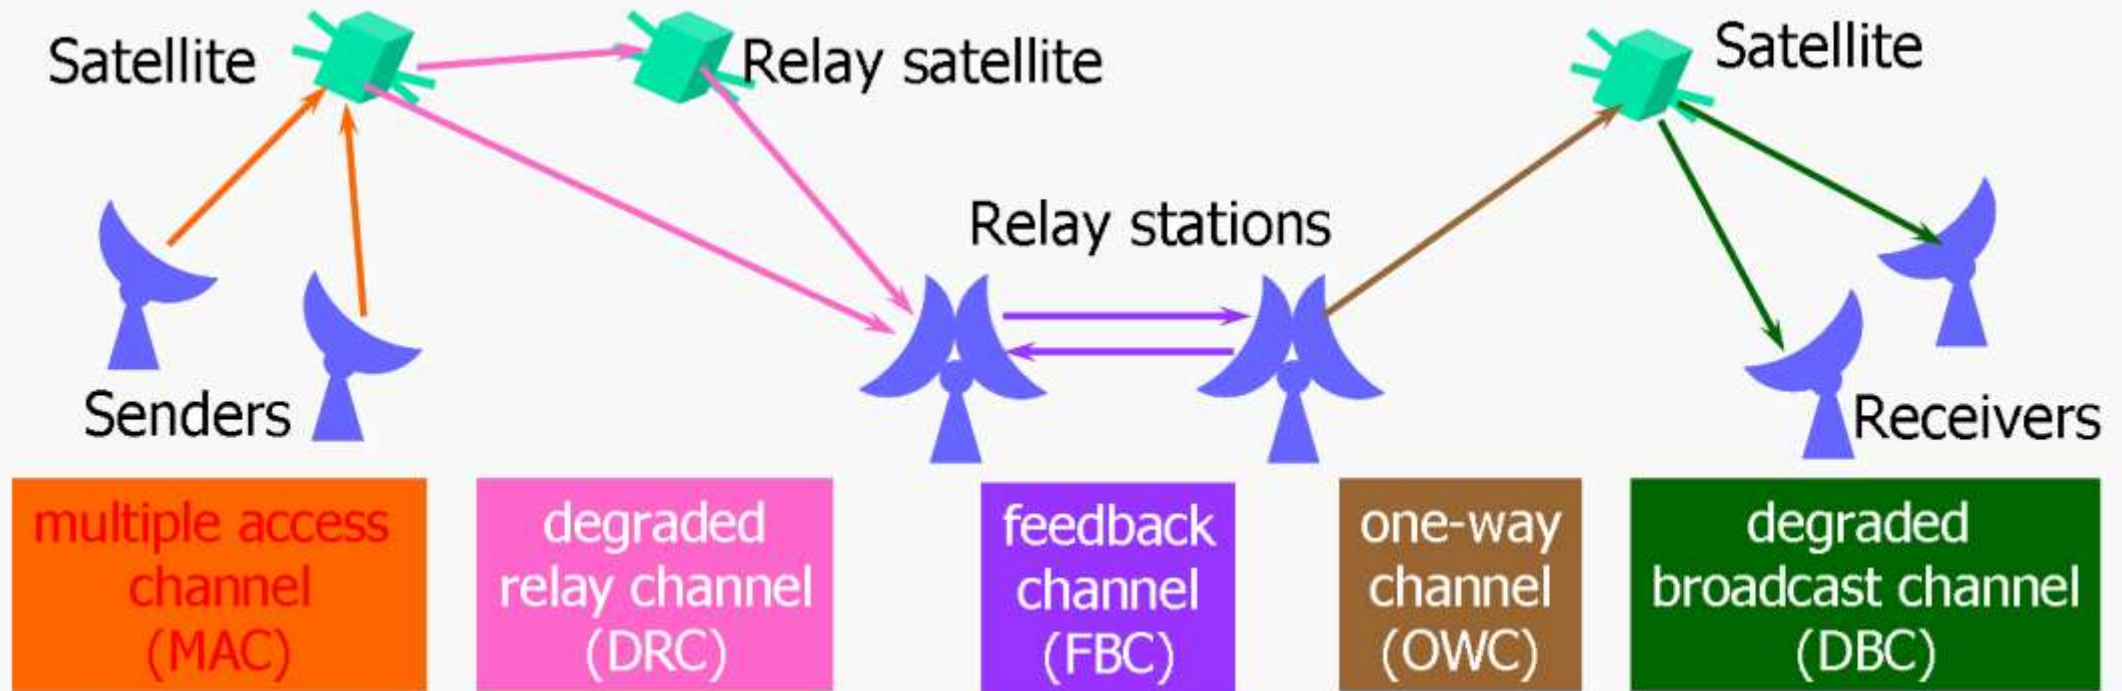 Satellite
Relay satellite
Satellite
Relay stations
Senders
Receivers
multiple access
channel
(MAC)
degraded
relay channel
(DRC)
feedback
channel
(FBC)
one-way
channel
(OWC)
degraded
broadcast channel
(DBC)